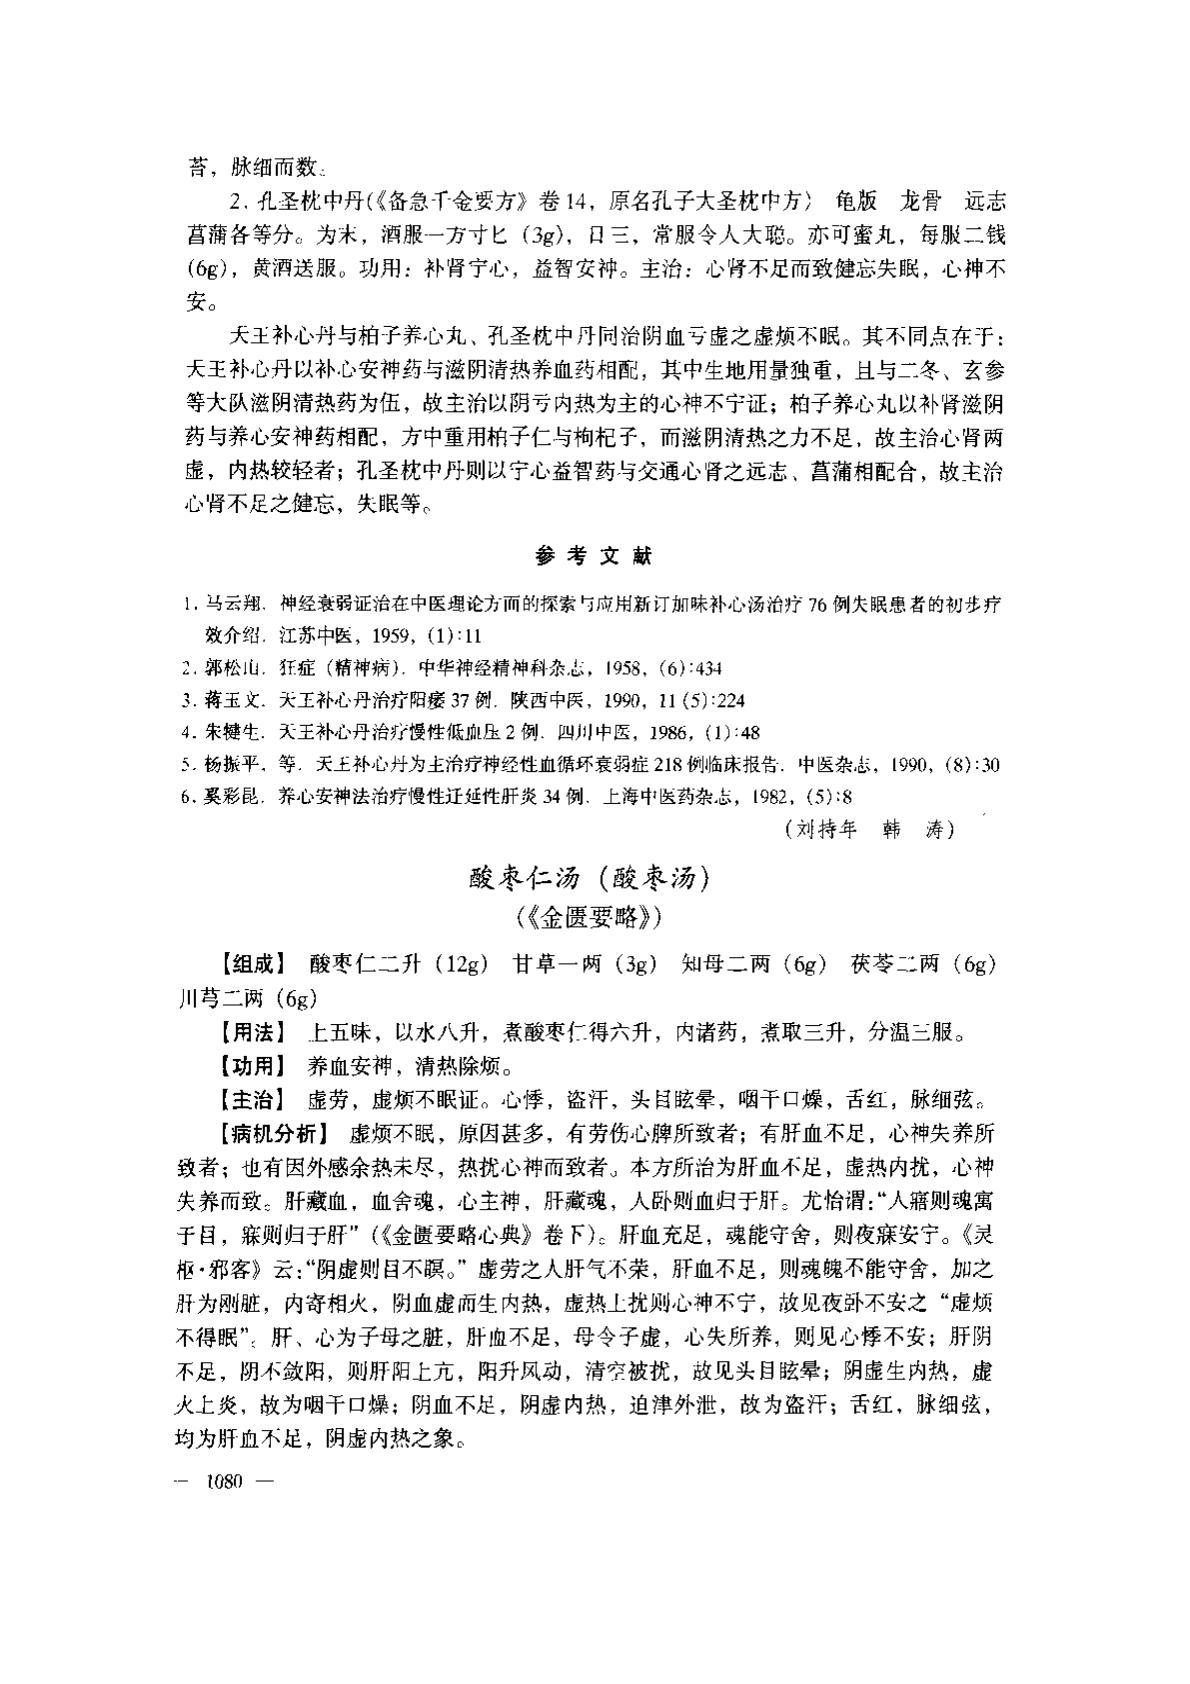 苔，脉细而数。
2. 孔圣枕中丹(《备急千金要方》卷14，原名孔子大圣枕中方） 龟版 龙骨 远志
菖蒲各等分。为末，酒服一方寸匕（3g），日三，常服令人大聪。亦可蜜丸，每服二钱
(6g)，黄酒送服。功用：补肾宁心，益智安神。主治：心肾不足而致健忘失眠，心神不
安。
天王补心丹与柏子养心丸、孔圣枕中丹同治阴血亏虚之虚烦不眠。其不同点在于：
天王补心丹以补心安神药与滋阴清热养血药相配，其中生地用量独重，且与二冬、玄参
等大队滋阴清热药为伍，故主治以阴亏内热为主的心神不宁证；柏子养心丸以补肾滋阴
药与养心安神药相配，方中重用柏子仁与枸杞子，而滋阴清热之力不足，故主治心肾两
虚，内热较轻者；孔圣枕中丹则以宁心益智药与交通心肾之远志、菖蒲相配合，故主治
心肾不足之健忘，失眠等。
参考文献
1. 马云翔. 神经衰弱证治在中医理论方面的探索与应用新订加味补心汤治疗76例失眠患者的初步疗
效介绍. 江苏中医，1959，(1):11
2. 郭松山. 狂症（精神病）. 中华神经精神科杂志，1958，(6):434
3. 蒋玉文. 天王补心丹治疗阳痿37例. 陕西中医，1990，11(5):224
4. 朱楗生. 天王补心丹治疗慢性低血压2例. 四川中医，1986，(1):48
5. 杨振平，等. 天王补心丹为主治疗神经性血循环衰弱症218例临床报告. 中医杂志，1990，(8):30
6. 奚彩昆. 养心安神法治疗慢性迁延性肝炎34例. 上海中医药杂志，1982，(5):8
（刘持年 韩 涛）
酸枣仁汤（酸枣汤）
（《金匮要略》）
【组成】 酸枣仁二升（12g） 甘草一两（3g） 知母二两（6g） 茯苓二两（6g）
川芎二两（6g）
【用法】 上五味，以水八升，煮酸枣仁得六升，内诸药，煮取三升，分温三服。
【功用】 养血安神，清热除烦。
【主治】 虚劳，虚烦不眠证。心悸，盗汗，头目眩晕，咽干口燥，舌红，脉细弦。
【病机分析】 虚烦不眠，原因甚多，有劳伤心脾所致者；有肝血不足，心神失养所
致者；也有因外感余热未尽，热扰心神而致者。本方所治为肝血不足，虚热内扰，心神
失养而致。肝藏血，血舍魂，心主神，肝藏魂，人卧则血归于肝。尤怡谓：“人寤则魂寓
于目，寐则归于肝”（《金匮要略心典》卷下）。肝血充足，魂能守舍，则夜寐安宁。《灵
枢·邪客》云：“阴虚则目不瞑。”虚劳之人肝气不荣，肝血不足，则魂魄不能守舍，加之
肝为刚脏，内寄相火，阴血虚而生内热，虚热上扰则心神不宁，故见夜卧不安之“虚烦
不得眠”；肝、心为子母之脏，肝血不足，母令子虚，心失所养，则见心悸不安；肝阴
不足，阴不敛阳，则肝阳上亢，阳升风动，清空被扰，故见头目眩晕；阴虚生内热，虚
火上炎，故为咽干口燥；阴血不足，阴虚内热，迫津外泄，故为盗汗；舌红，脉细弦，
均为肝血不足，阴虚内热之象。
— 1080 —